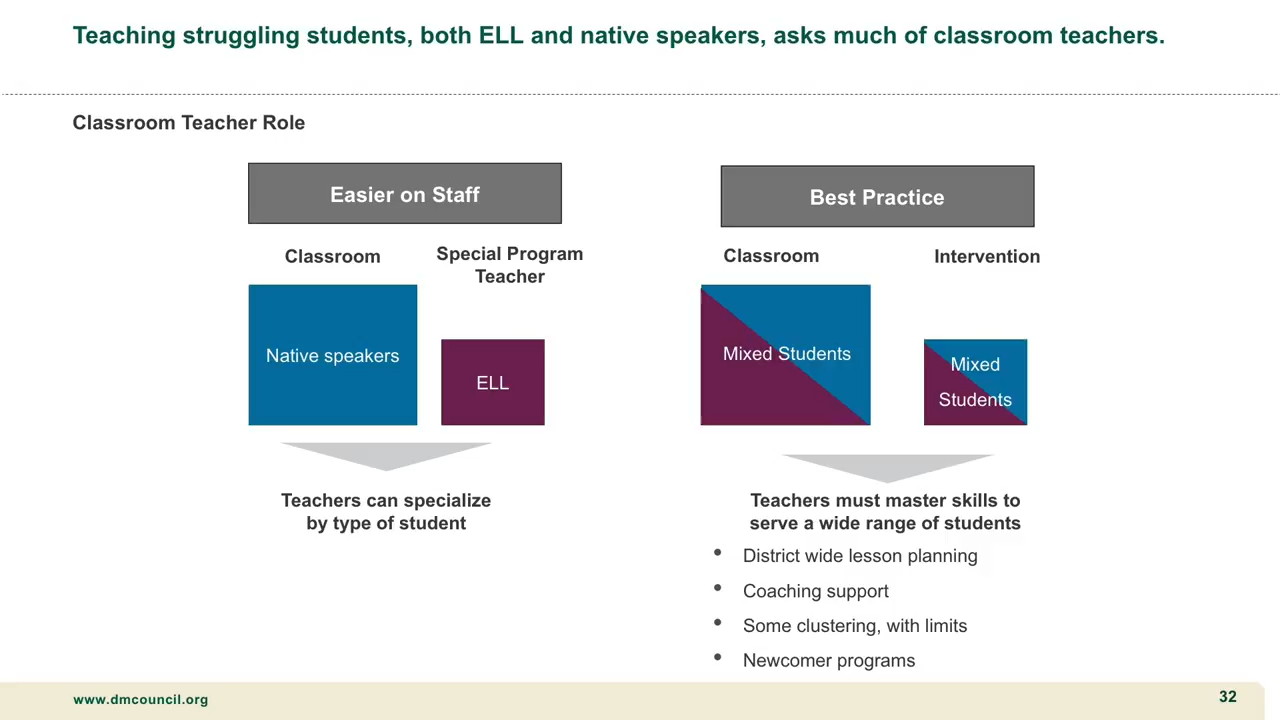 Teaching struggling students, both ELL and native speakers, asks much of classroom teachers.
Classroom Teacher Role
Easier on Staff
Classroom
Special Program
Teacher
Native speakers
ELL
Teachers can specialize
by type of student
Best Practice
Classroom
Intervention
Mixed Students
Mixed
Students
Teachers must master skills to
serve a wide range of students
• District wide lesson planning
• Coaching support
• Some clustering, with limits
• Newcomer programs
www.dmcouncil.org
32